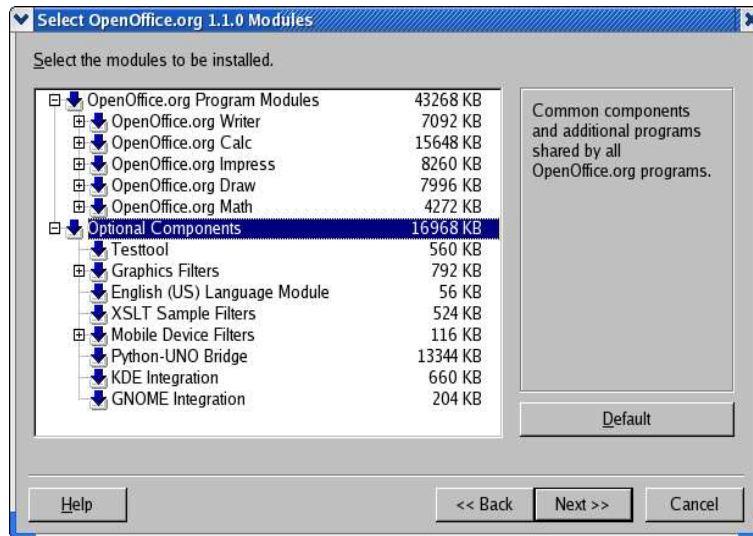 Select OpenOffice.org 1.1.0 Modules
Select the modules to be installed.
OpenOffice.org Program Modules 43268 KB
OpenOffice.org Writer 7092 KB
OpenOffice.org Calc 15648 KB
OpenOffice.org Impress 8260 KB
OpenOffice.org Draw 7996 KB
OpenOffice.org Math 4272 KB
Optional Components 16968 KB
Testtool 560 KB
Graphics Filters 792 KB
English (US) Language Module 56 KB
XSLT Sample Filters 524 KB
Mobile Device Filters 116 KB
Python-UNO Bridge 13344 KB
KDE Integration 660 KB
GNOME Integration 204 KB
Common components
and additional programs
shared by all
OpenOffice.org programs.
Default
Help << Back Next >> Cancel